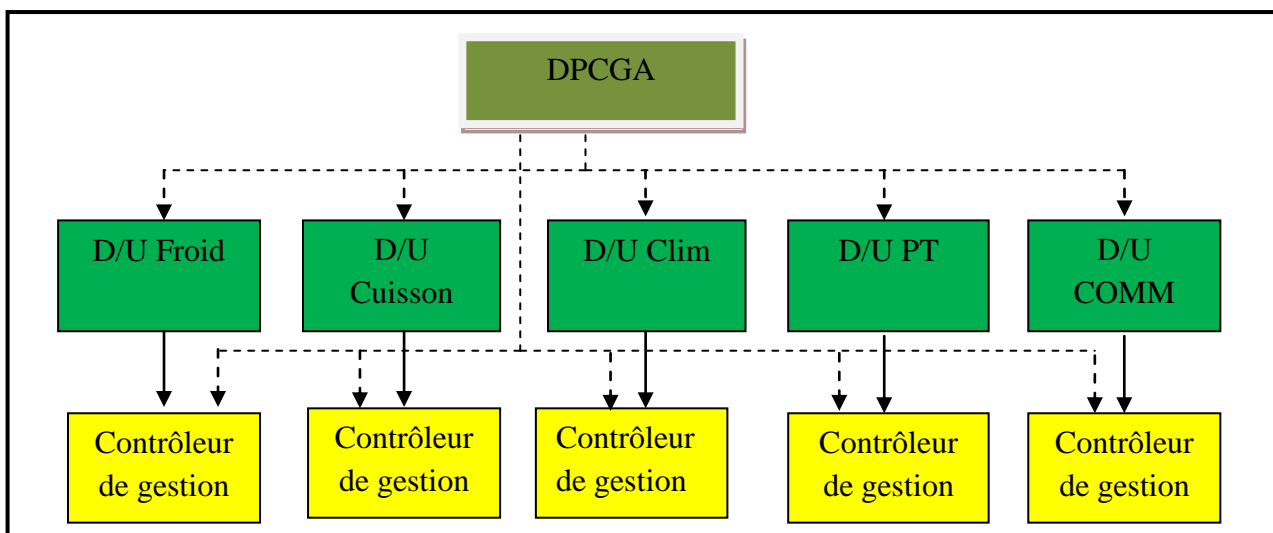 DPCGA
D/U Froid
D/U
Cuisson
D/U Clim
D/U PT
D/U
COMM
Contrôleur
de gestion
Contrôleur
de gestion
Contrôleur
de gestion
Contrôleur
de gestion
Contrôleur
de gestion